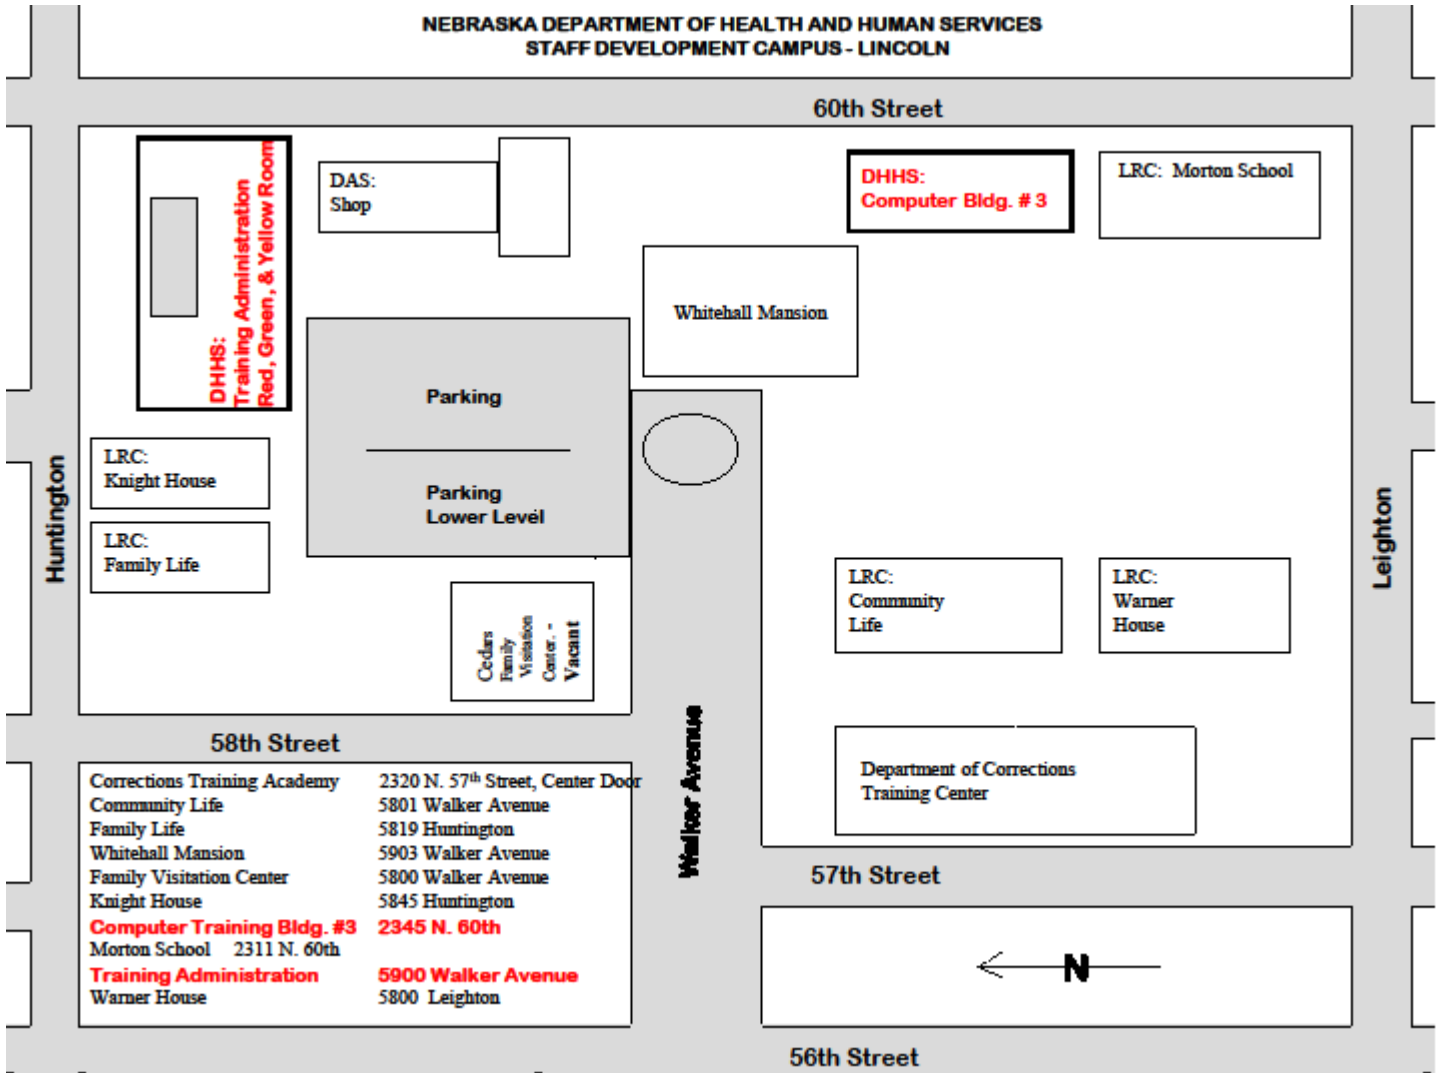 NEBRASKA DEPARTMENT OF HEALTH AND HUMAN SERVICES
STAFF DEVELOPMENT CAMPUS - LINCOLN
60th Street
DHHS:
Training Administration
Red, Green, & Yellow Room
DAS:
Shop
DHHS:
Computer Bldg. # 3
LRC: Morton School
Whitehall Mansion
Parking
Parking
Lower Level
LRC:
Knight House
LRC:
Family Life
Huntington
Leighton
Cedars
Family
Visitation
Center. -
Vacant
LRC:
Community
Life
LRC:
Warner
House
58th Street
Walker Avenue
Department of Corrections
Training Center
57th Street
Corrections Training Academy 2320 N. 57th Street, Center Door
Community Life 5801 Walker Avenue
Family Life 5819 Huntington
Whitehall Mansion 5903 Walker Avenue
Family Visitation Center 5800 Walker Avenue
Knight House 5845 Huntington
Computer Training Bldg. #3 2345 N. 60th
Morton School 2311 N. 60th
Training Administration 5900 Walker Avenue
Warner House 5800 Leighton
N
56th Street